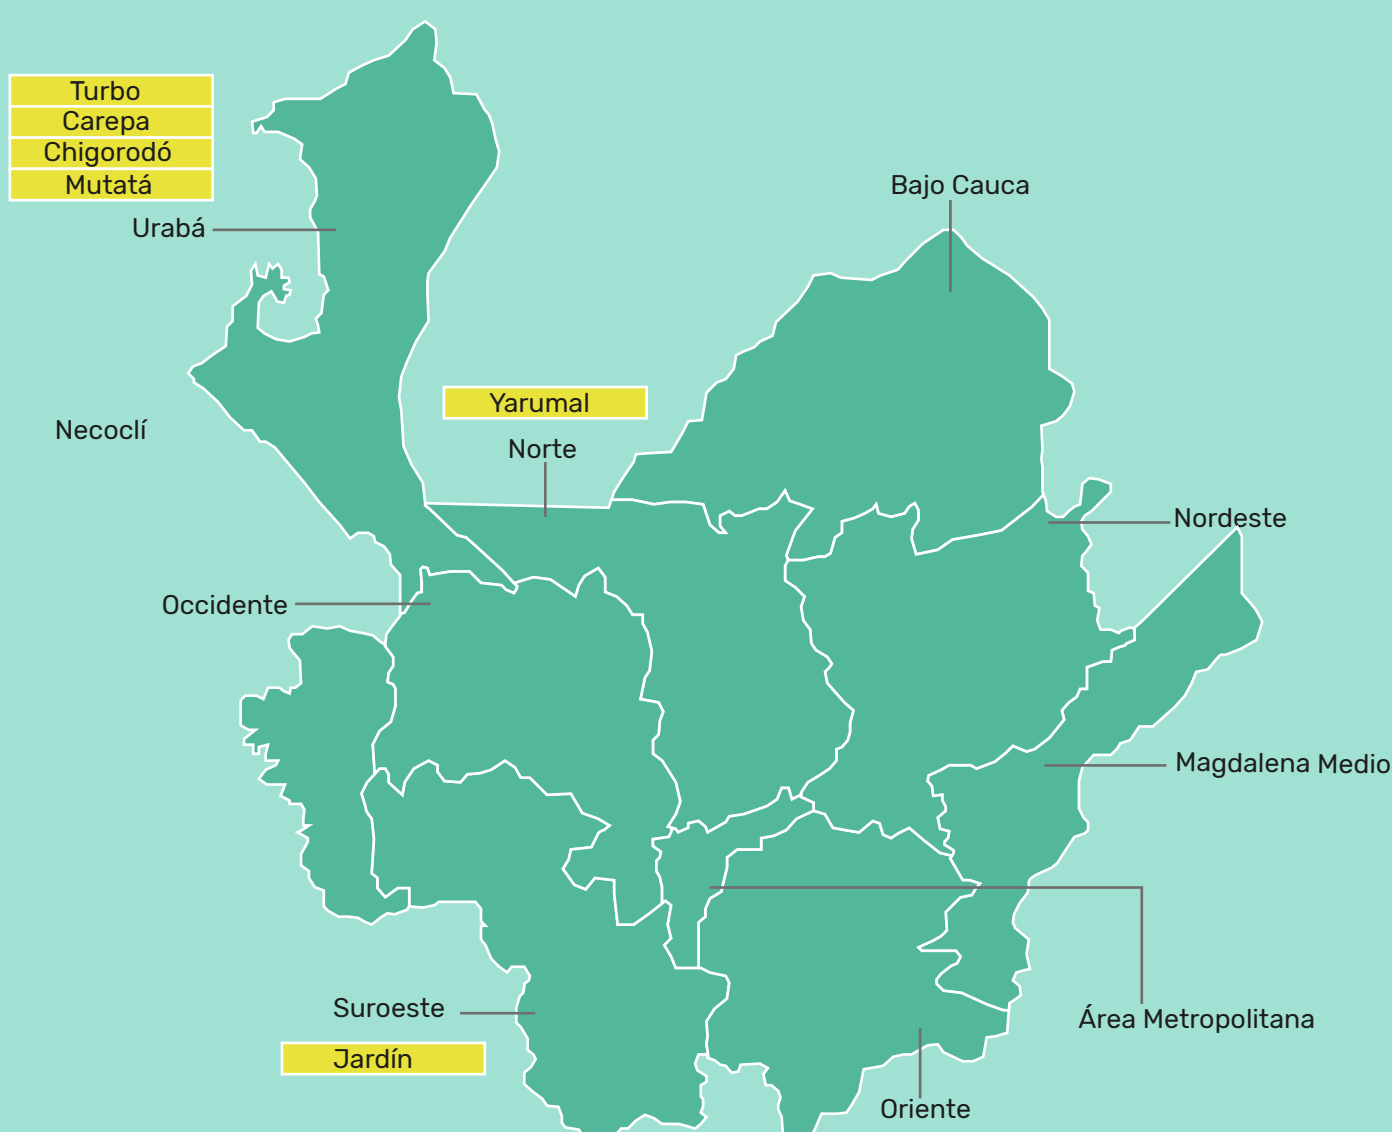 Turbo
Carepa
Chigorodó
Mutatá
Urabá
Bajo Cauca
Yarumal
Necoclí
Norte
Nordeste
Occidente
Magdalena Medio
Suroeste
Área Metropolitana
Jardín
Oriente